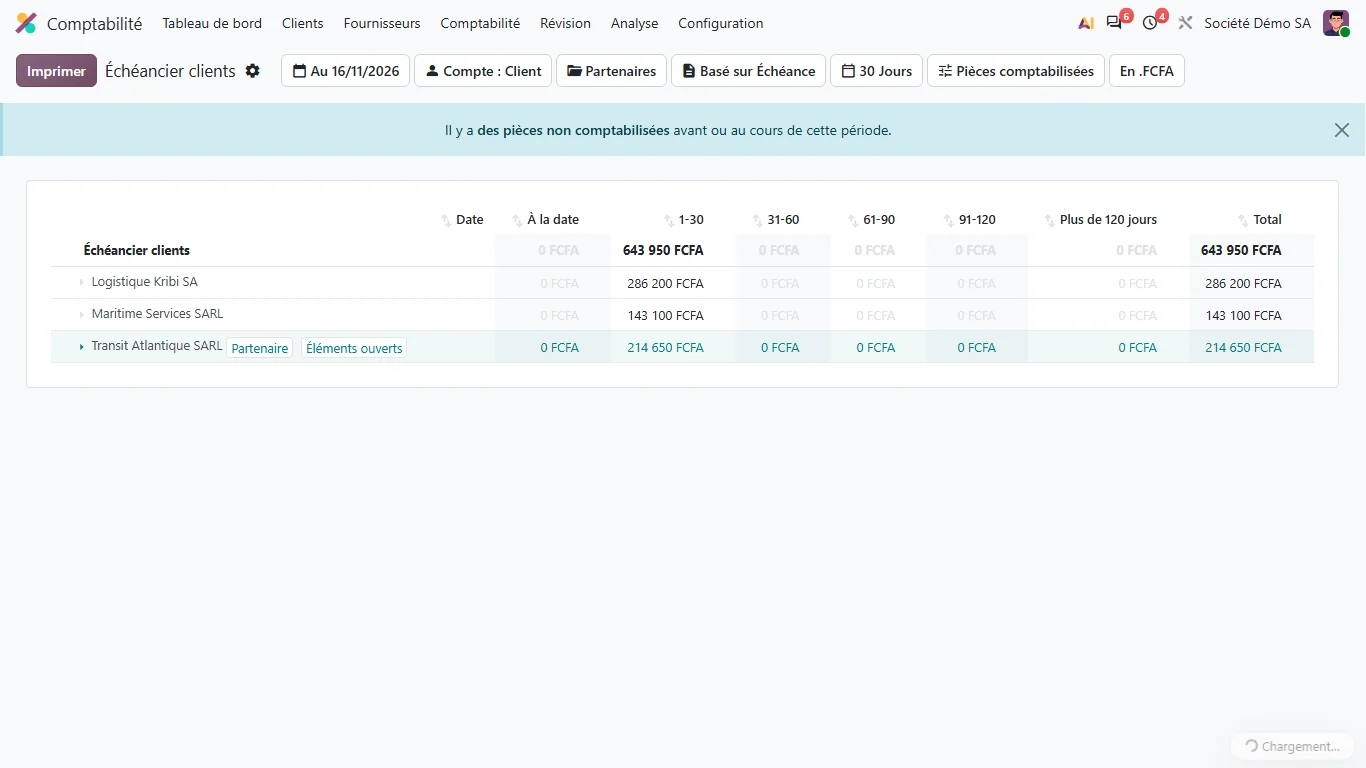 Comptabilité Tableau de bord Clients Fournisseurs Comptabilité Révision Analyse Configuration AI 6 4 Société Démo SA
Imprimer Échéancier clients Au 16/11/2026 Compte : Client Partenaires Basé sur Échéance 30 Jours Pièces comptabilisées En .FCFA
Il y a des pièces non comptabilisées avant ou au cours de cette période.
Date À la date 1-30 31-60 61-90 91-120 Plus de 120 jours Total
Échéancier clients 0 FCFA 643 950 FCFA 0 FCFA 0 FCFA 0 FCFA 0 FCFA 643 950 FCFA
Logistique Kribi SA 0 FCFA 286 200 FCFA 0 FCFA 0 FCFA 0 FCFA 0 FCFA 286 200 FCFA
Maritime Services SARL 0 FCFA 143 100 FCFA 0 FCFA 0 FCFA 0 FCFA 0 FCFA 143 100 FCFA
Transit Atlantique SARL Partenaire Éléments ouverts 0 FCFA 214 650 FCFA 0 FCFA 0 FCFA 0 FCFA 0 FCFA 214 650 FCFA
Chargement...